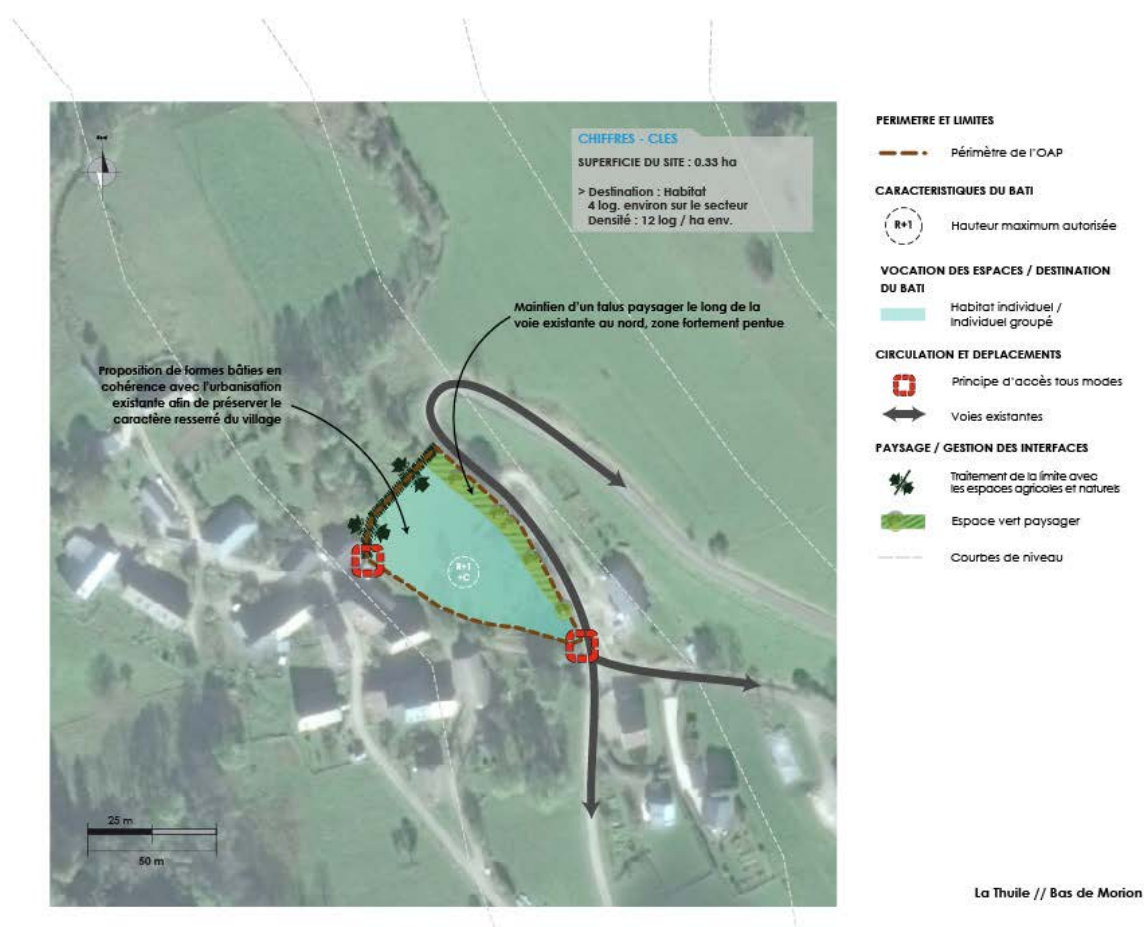 Nord
CHIFFRES - CLES
SUPERFICIE DU SITE : 0.33 ha
> Destination : Habitat
4 log. environ sur le secteur
Densité : 12 log / ha env.
Maintien d'un talus paysager le long de la
voie existante au nord, zone fortement pentue
Proposition de formes bâties en
cohérence avec l'urbanisation
existante afin de préserver le
caractère resserré du village
R+1
+C
25 m
50 m
PERIMETRE ET LIMITES
Périmètre de l'OAP
CARACTERISTIQUES DU BATI
R+1
Hauteur maximum autorisée
VOCATION DES ESPACES / DESTINATION
DU BATI
Habitat individuel /
Individuel groupé
CIRCULATION ET DEPLACEMENTS
Principe d'accès tous modes
Voies existantes
PAYSAGE / GESTION DES INTERFACES
Traitement de la limite avec
les espaces agricoles et naturels
Espace vert paysager
Courbes de niveau
La Thuile // Bas de Morion